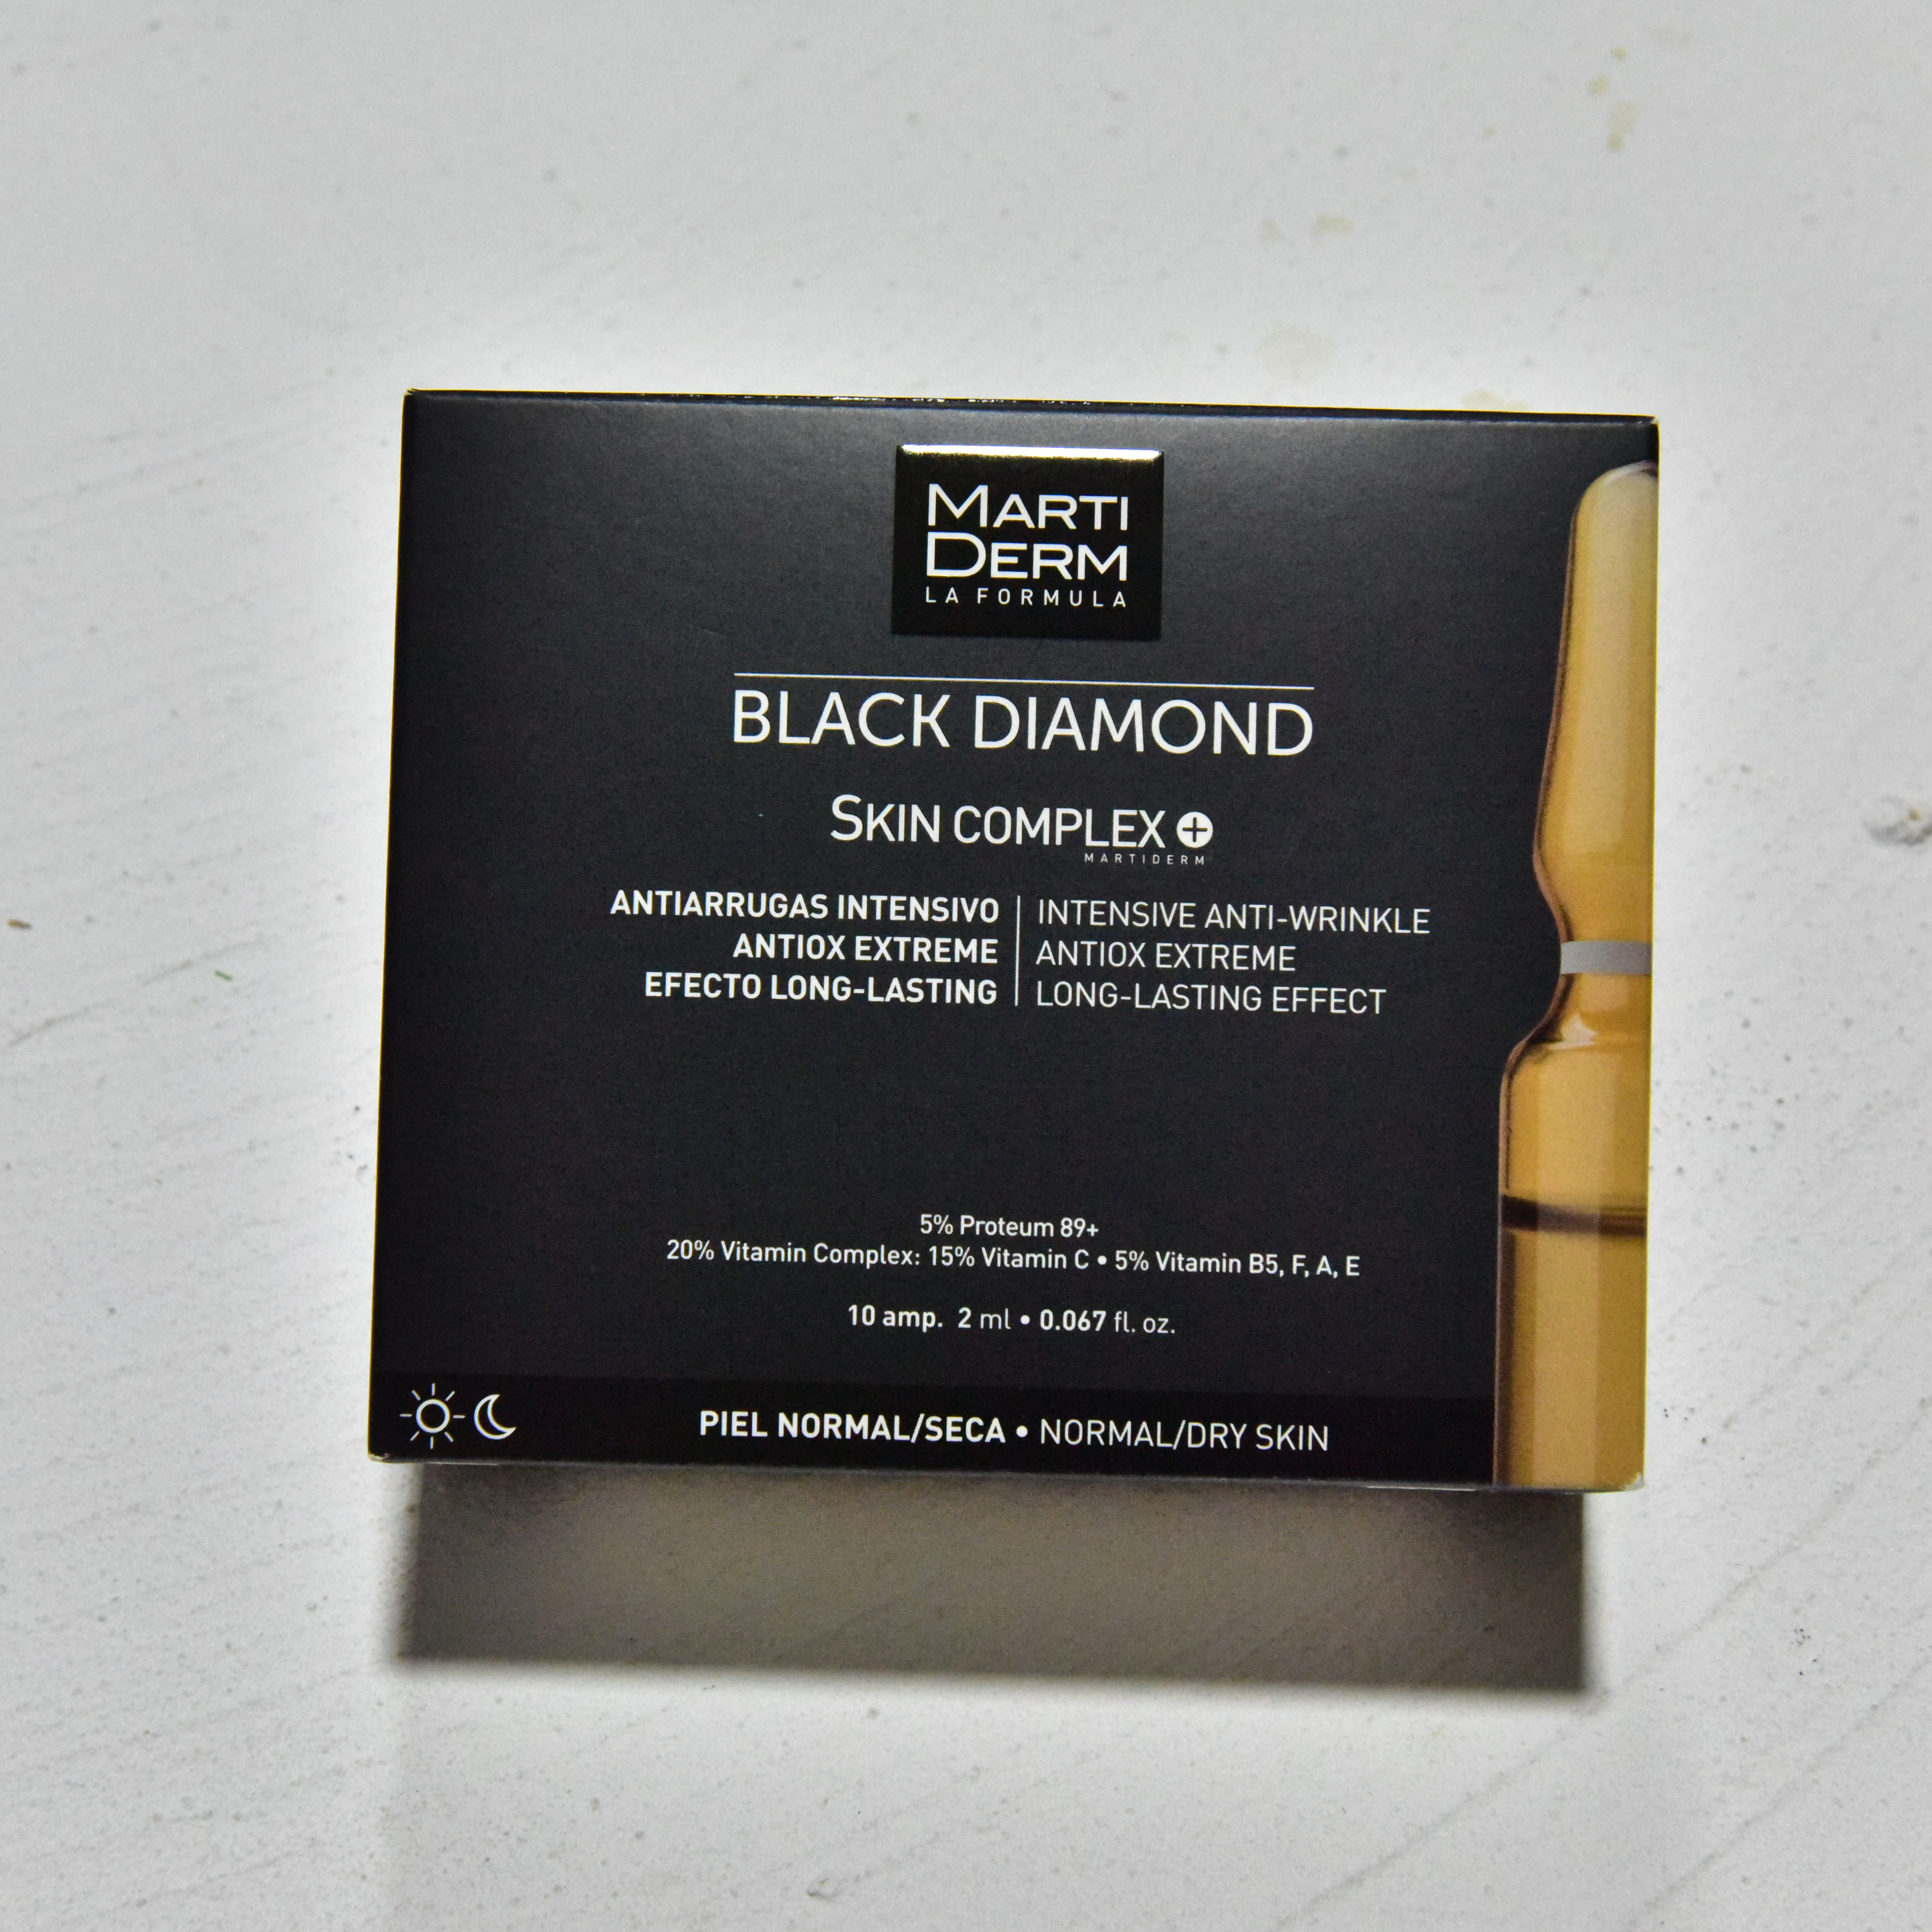 MARTI
DERM
LA FORMULA
BLACK DIAMOND
SKIN COMPLEX +
MARTIDERM
ANTIARRUGAS INTENSIVO
ANTIOX EXTREME
EFECTO LONG-LASTING
INTENSIVE ANTI-WRINKLE
ANTIOX EXTREME
LONG-LASTING EFFECT
5% Proteum 89+
20% Vitamin Complex: 15% Vitamin C • 5% Vitamin B5, F, A, E
10 amp. 2 ml • 0.067 fl. oz.
PIEL NORMAL/SECA • NORMAL/DRY SKIN